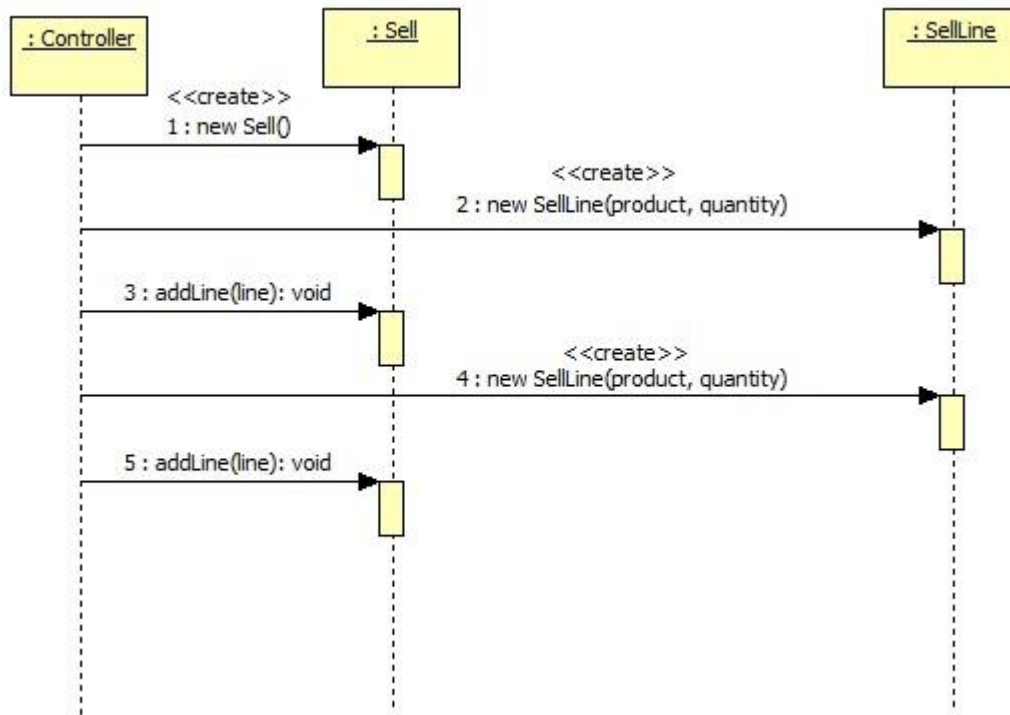 : Controller
: Sell
: SellLine
<<create>>
1 : new Sell()
<<create>>
2 : new SellLine(product, quantity)
3 : addLine(line): void
<<create>>
4 : new SellLine(product, quantity)
5 : addLine(line): void